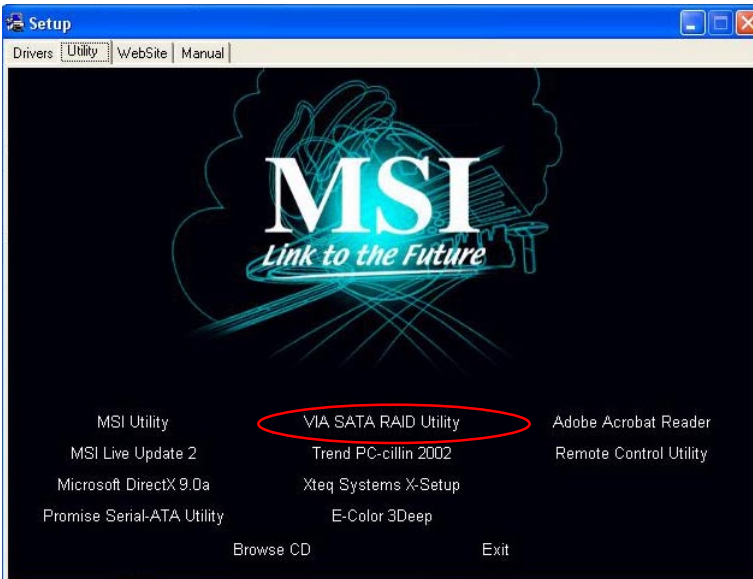 Setup
Drivers Utility WebSite Manual
MSI
Link to the Future
MSI Utility VIA SATA RAID Utility Adobe Acrobat Reader
MSI Live Update 2 Trend PC-cillin 2002 Remote Control Utility
Microsoft DirectX 9.0a Xteq Systems X-Setup
Promise Serial-ATA Utility E-Color 3Deep
Browse CD Exit